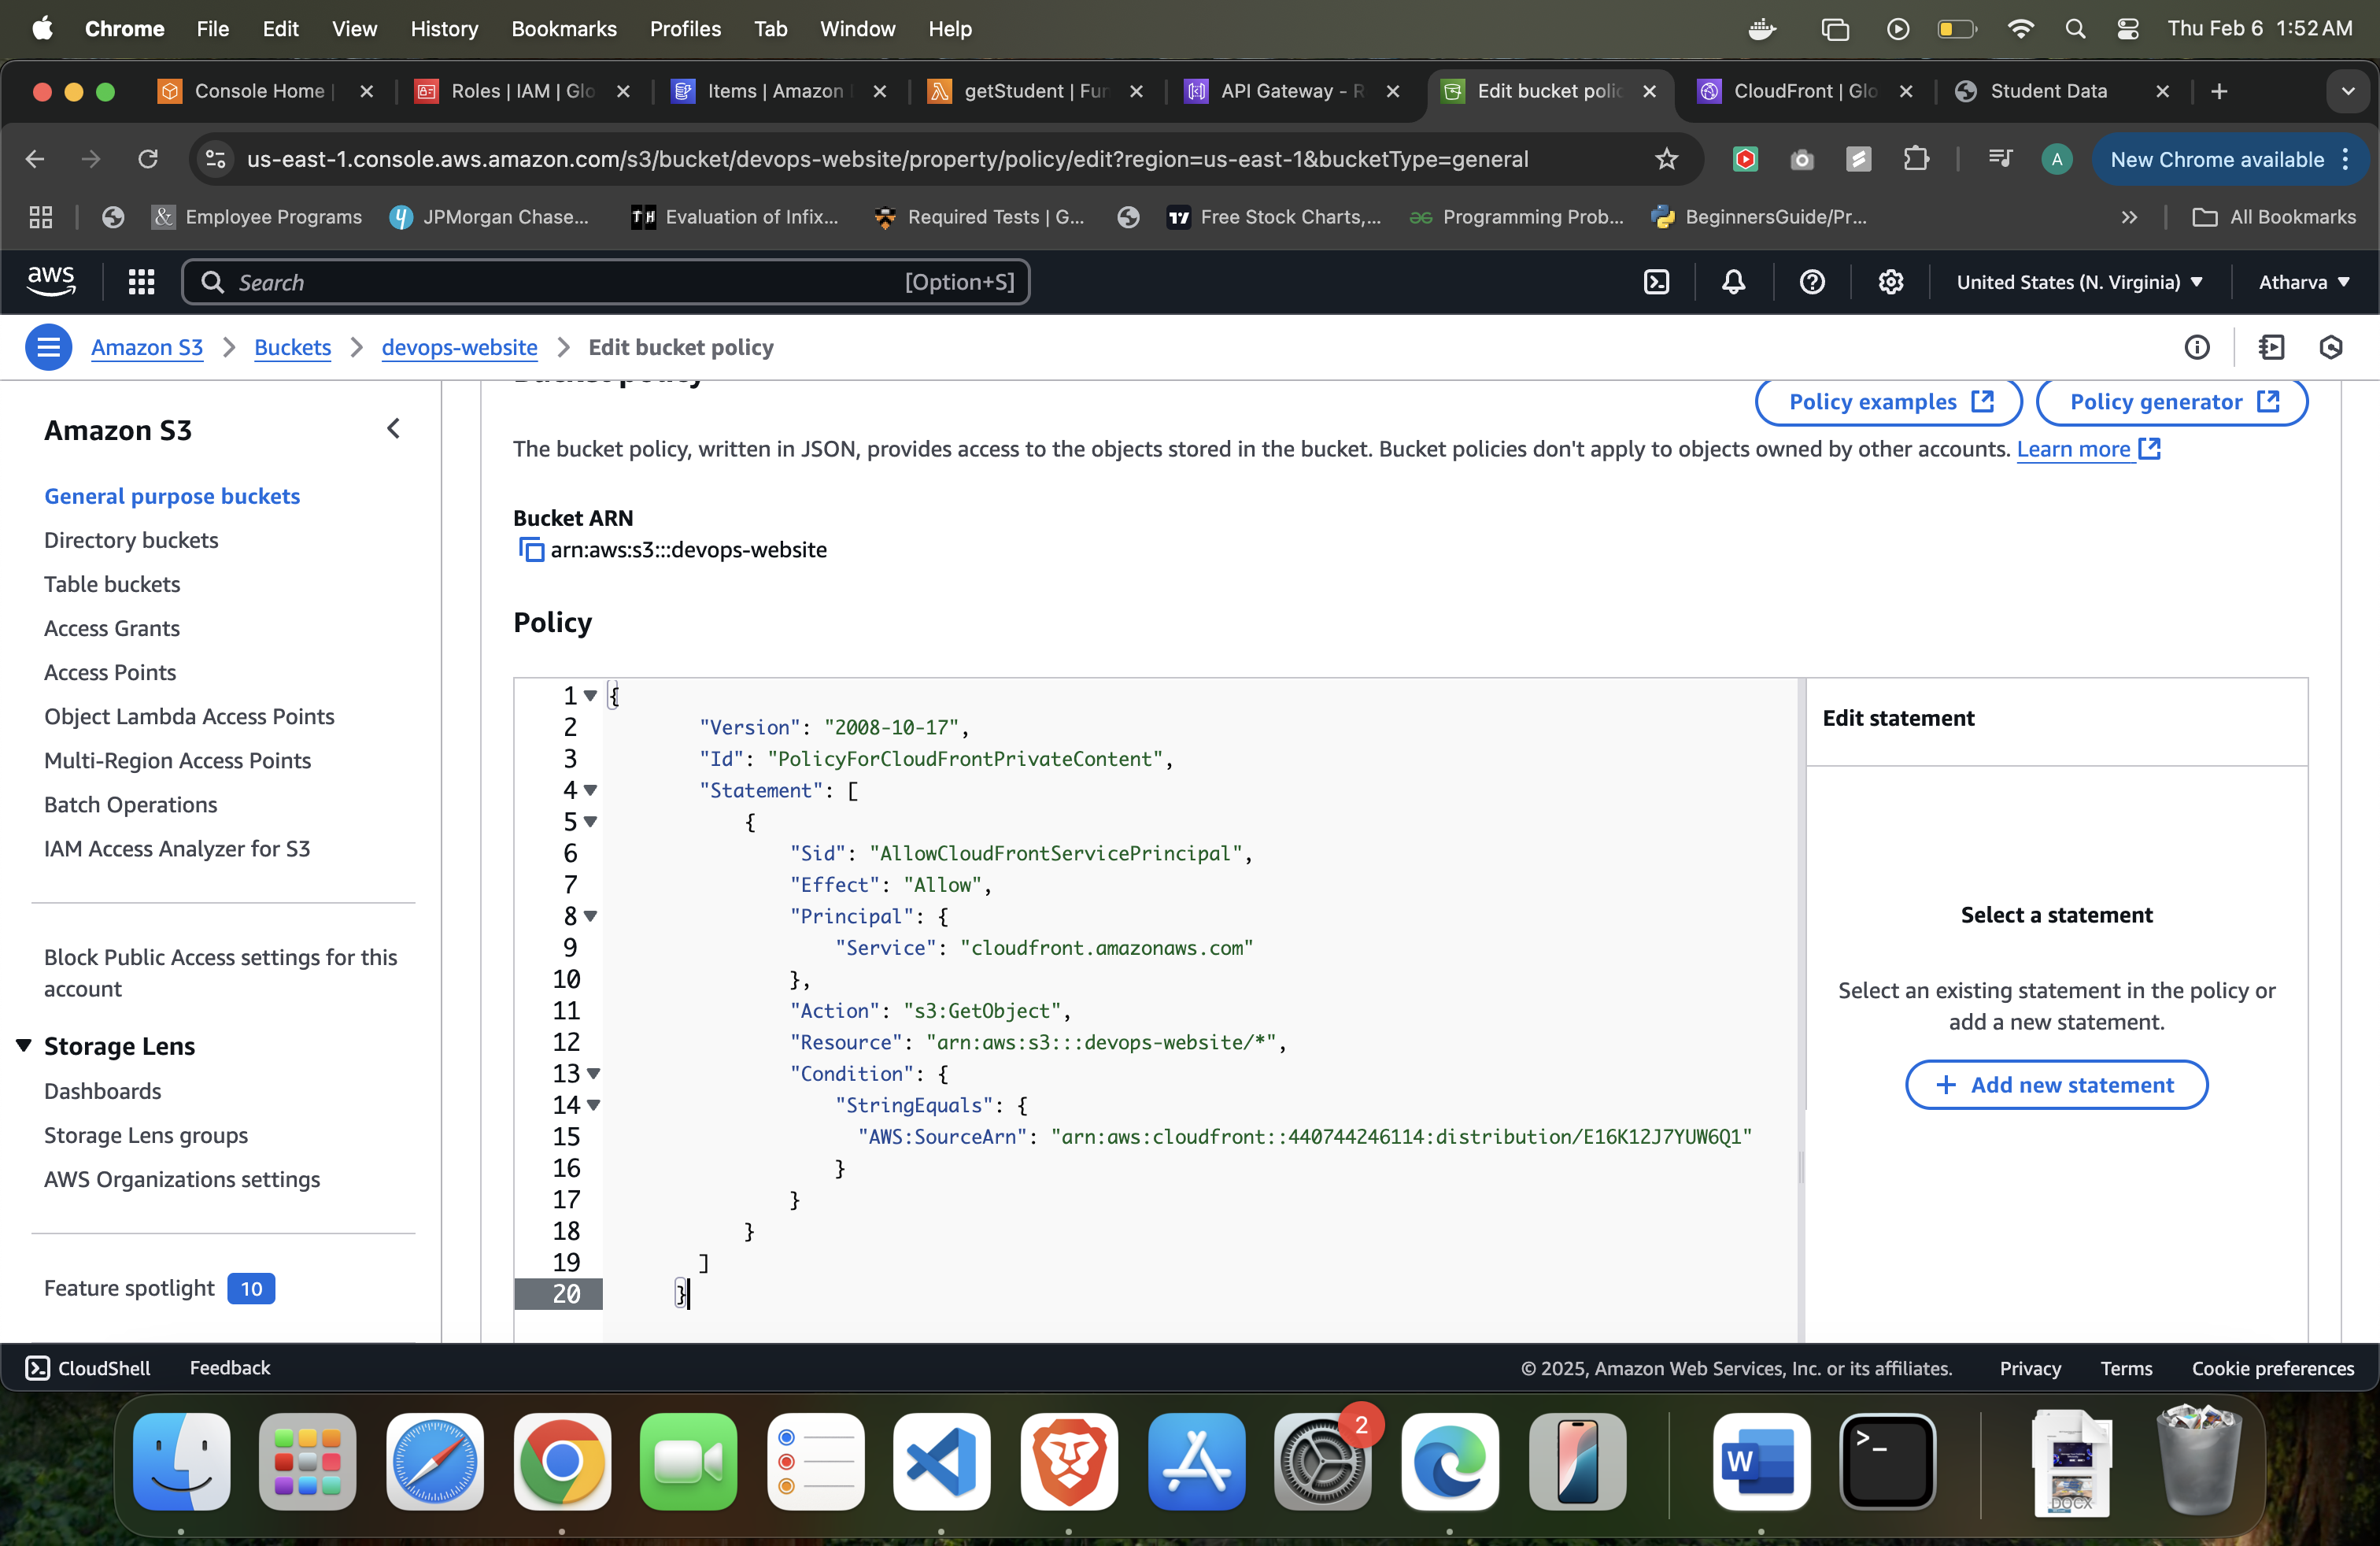 Chrome File Edit View History Bookmarks Profiles Tab Window Help Thu Feb 6 1:52 AM
Console Home | Roles | IAM | Glo Items | Amazon getStudent | Fur API Gateway - R Edit bucket polic CloudFront | Glo Student Data
us-east-1.console.aws.amazon.com/s3/bucket/devops-website/property/policy/edit?region=us-east-1&bucketType=general A New Chrome available
Employee Programs JPMorgan Chase... Evaluation of Infix... Required Tests | G... Free Stock Charts,... Programming Prob... BeginnersGuide/Pr... All Bookmarks
aws Search [Option+S] United States (N. Virginia) Atharva
Amazon S3 Buckets devops-website Edit bucket policy
Amazon S3
General purpose buckets
Directory buckets
Table buckets
Access Grants
Access Points
Object Lambda Access Points
Multi-Region Access Points
Batch Operations
IAM Access Analyzer for S3
Block Public Access settings for this
account
Storage Lens
Dashboards
Storage Lens groups
AWS Organizations settings
Feature spotlight 10
Bucket policy
Policy examples Policy generator
The bucket policy, written in JSON, provides access to the objects stored in the bucket. Bucket policies don't apply to objects owned by other accounts. Learn more
Bucket ARN
arn:aws:s3:::devops-website
Policy
1 {
2 "Version": "2008-10-17",
3 "Id": "PolicyForCloudFrontPrivateContent",
4 "Statement": [
5 {
6 "Sid": "AllowCloudFrontServicePrincipal",
7 "Effect": "Allow",
8 "Principal": {
9 "Service": "cloudfront.amazonaws.com"
10 },
11 "Action": "s3:GetObject",
12 "Resource": "arn:aws:s3:::devops-website/*",
13 "Condition": {
14 "StringEquals": {
15 "AWS:SourceArn": "arn:aws:cloudfront::440744246114:distribution/E16K12J7YUW6Q1"
16 }
17 }
18 }
19 ]
20 }
Edit statement
Select a statement
Select an existing statement in the policy or
add a new statement.
+ Add new statement
CloudShell Feedback © 2025, Amazon Web Services, Inc. or its affiliates. Privacy Terms Cookie preferences
2
W
DOCX